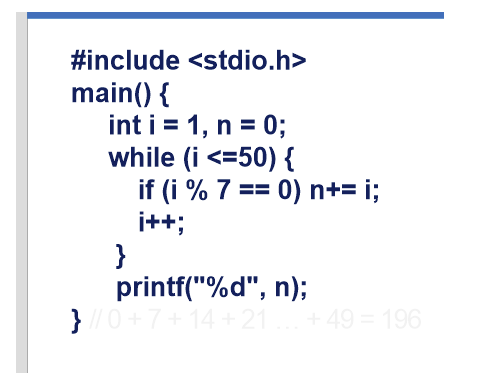 #include <stdio.h>
main() {
int i = 1, n = 0;
while (i <=50) {
if (i % 7 == 0) n+= i;
i++;
}
printf("%d", n);
} // 0 + 7 + 14 + 21 … + 49 = 196